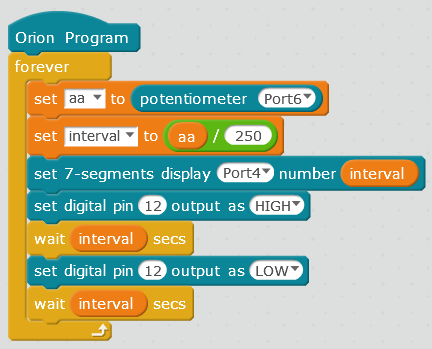 Orion Program
forever
set aa to potentiometer Port6
set interval to aa / 250
set 7-segments display Port4 number interval
set digital pin 12 output as HIGH
wait interval secs
set digital pin 12 output as LOW
wait interval secs